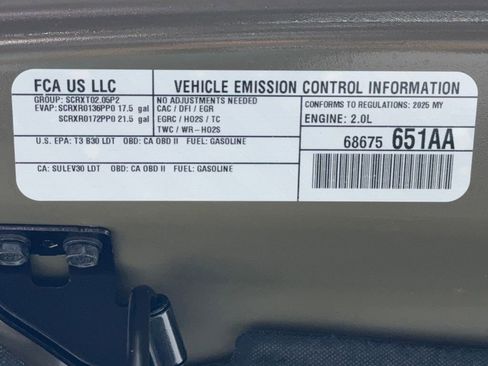 FCA US LLC
VEHICLE EMISSION CONTROL INFORMATION
GROUP: SCRXT02.05P2
EVAP: SCRXR0136PP0 17.5 gal
SCRXR0172PP0 21.5 gal
NO ADJUSTMENTS NEEDED
CAC / DFI / EGR
EGRC / HO2S / TC
TWC / WR-HO2S
CONFORMS TO REGULATIONS: 2025 MY
ENGINE: 2.0L
U.S. EPA: T3 B30 LDT OBD: CA OBD II FUEL: GASOLINE
68675 651AA
CA: SULEV30 LDT OBD: CA OBD II FUEL: GASOLINE